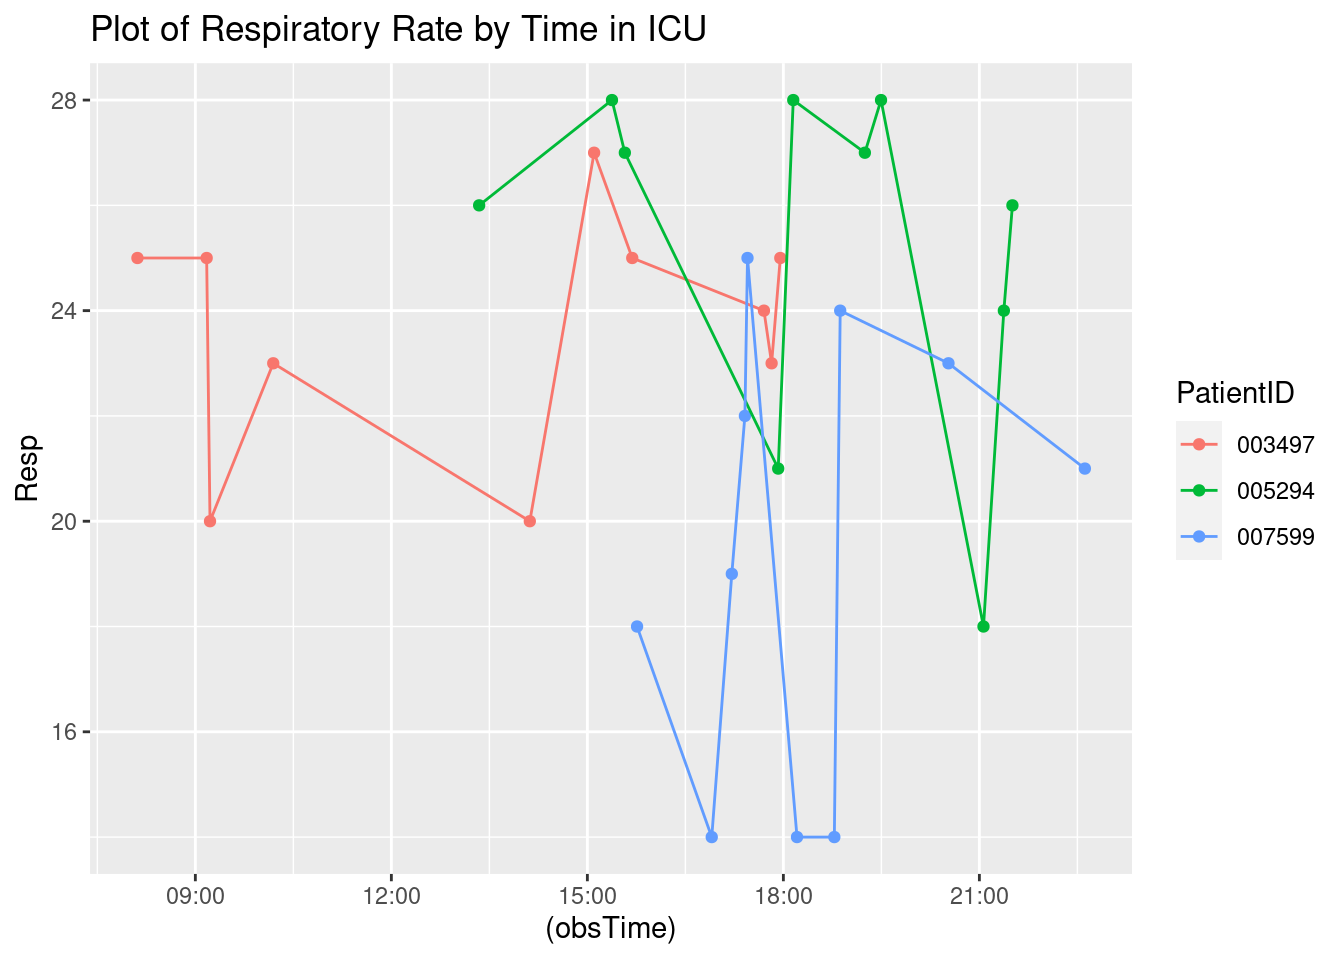 Plot of Respiratory Rate by Time in ICU
28
24
20
16
Resp
09:00 12:00 15:00 18:00 21:00
(obsTime)
PatientID
003497
005294
007599